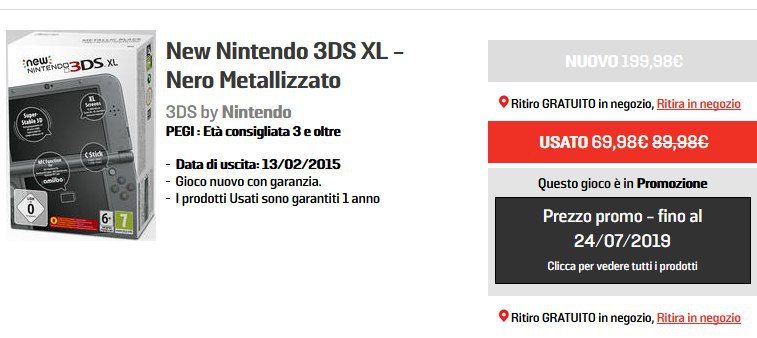 New Nintendo 3DS XL –
Nero Metallizzato
3DS by Nintendo
PEGI : Età consigliata 3 e oltre
- Data di uscita: 13/02/2015
- Gioco nuovo con garanzia.
- I prodotti Usati sono garantiti 1 anno
NUOVO 199,98€
Ritiro GRATUITO in negozio, Ritira in negozio
USATO 69,98€ 89,98€
Questo gioco è in Promozione
Prezzo promo – fino al
24/07/2019
Clicca per vedere tutti i prodotti
Ritiro GRATUITO in negozio, Ritira in negozio
METALLIC BLACK
new
NINTENDO 3DS XL
XL
Screens
Super-
Stable 3D
NFC Function
amiibo
C Stick
0
6+
7